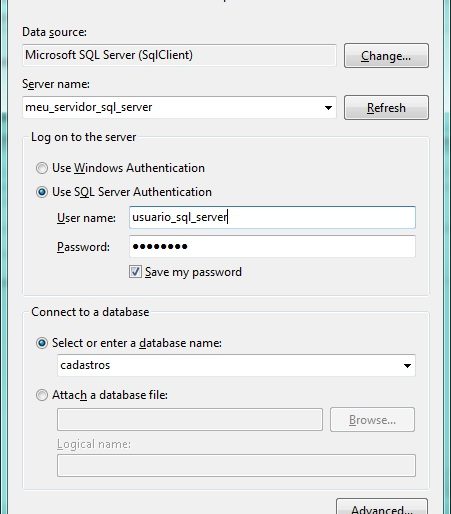 Data source:
Microsoft SQL Server (SqlClient)
Change...
Server name:
meu_servidor_sql_server
Refresh
Log on to the server
Use Windows Authentication
Use SQL Server Authentication
User name:
usuario_sql_server
Password:
●●●●●●●●
Save my password
Connect to a database
Select or enter a database name:
cadastros
Attach a database file:
Browse...
Logical name:
Advanced...